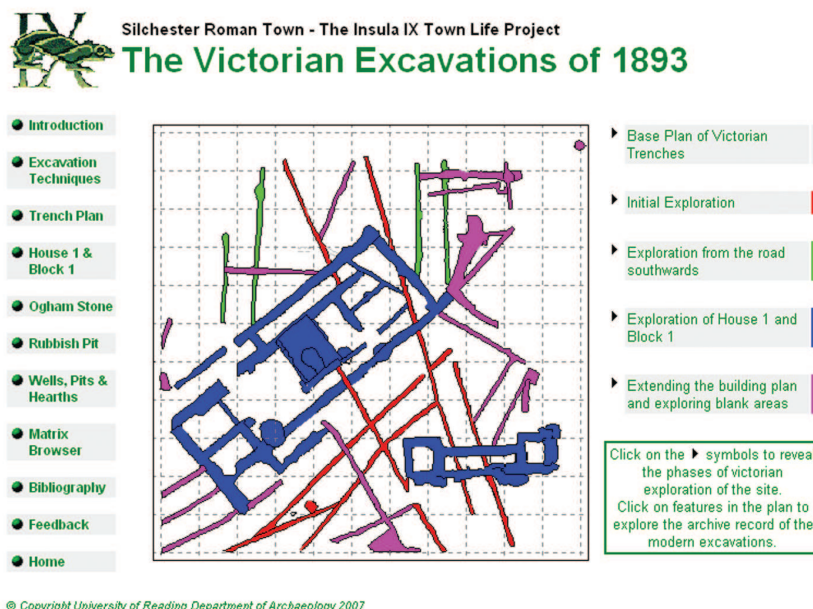 Silchester Roman Town - The Insula IX Town Life Project
The Victorian Excavations of 1893
Introduction
Excavation
Techniques
Trench Plan
House 1 &
Block 1
Ogham Stone
Rubbish Pit
Wells, Pits &
Hearths
Matrix
Browser
Bibliography
Feedback
Home
Base Plan of Victorian
Trenches
Initial Exploration
Exploration from the road
southwards
Exploration of House 1 and
Block 1
Extending the building plan
and exploring blank areas
Click on the symbols to revea
the phases of victorian
exploration of the site.
Click on features in the plan to
explore the archive record of the
modern excavations.
© Copyright University of Reading Department of Archaeology 2007